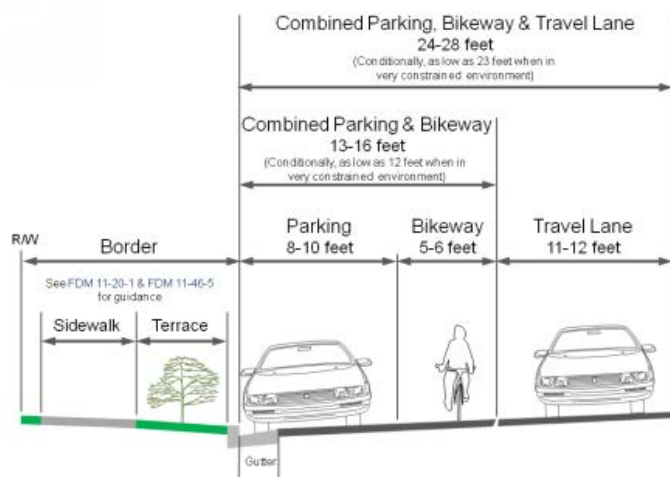 Combined Parking, Bikeway & Travel Lane
24-28 feet
(Conditionally, as low as 23 feet when in
very constrained environment)
Combined Parking & Bikeway
13-16 feet
(Conditionally, as low as 12 feet when in
very constrained environment)
R/W
Border
Parking
8-10 feet
Bikeway
5-6 feet
Travel Lane
11-12 feet
See FDM 11-20-1 & FDM 11-46-5
for guidance
Sidewalk
Terrace
Gutter